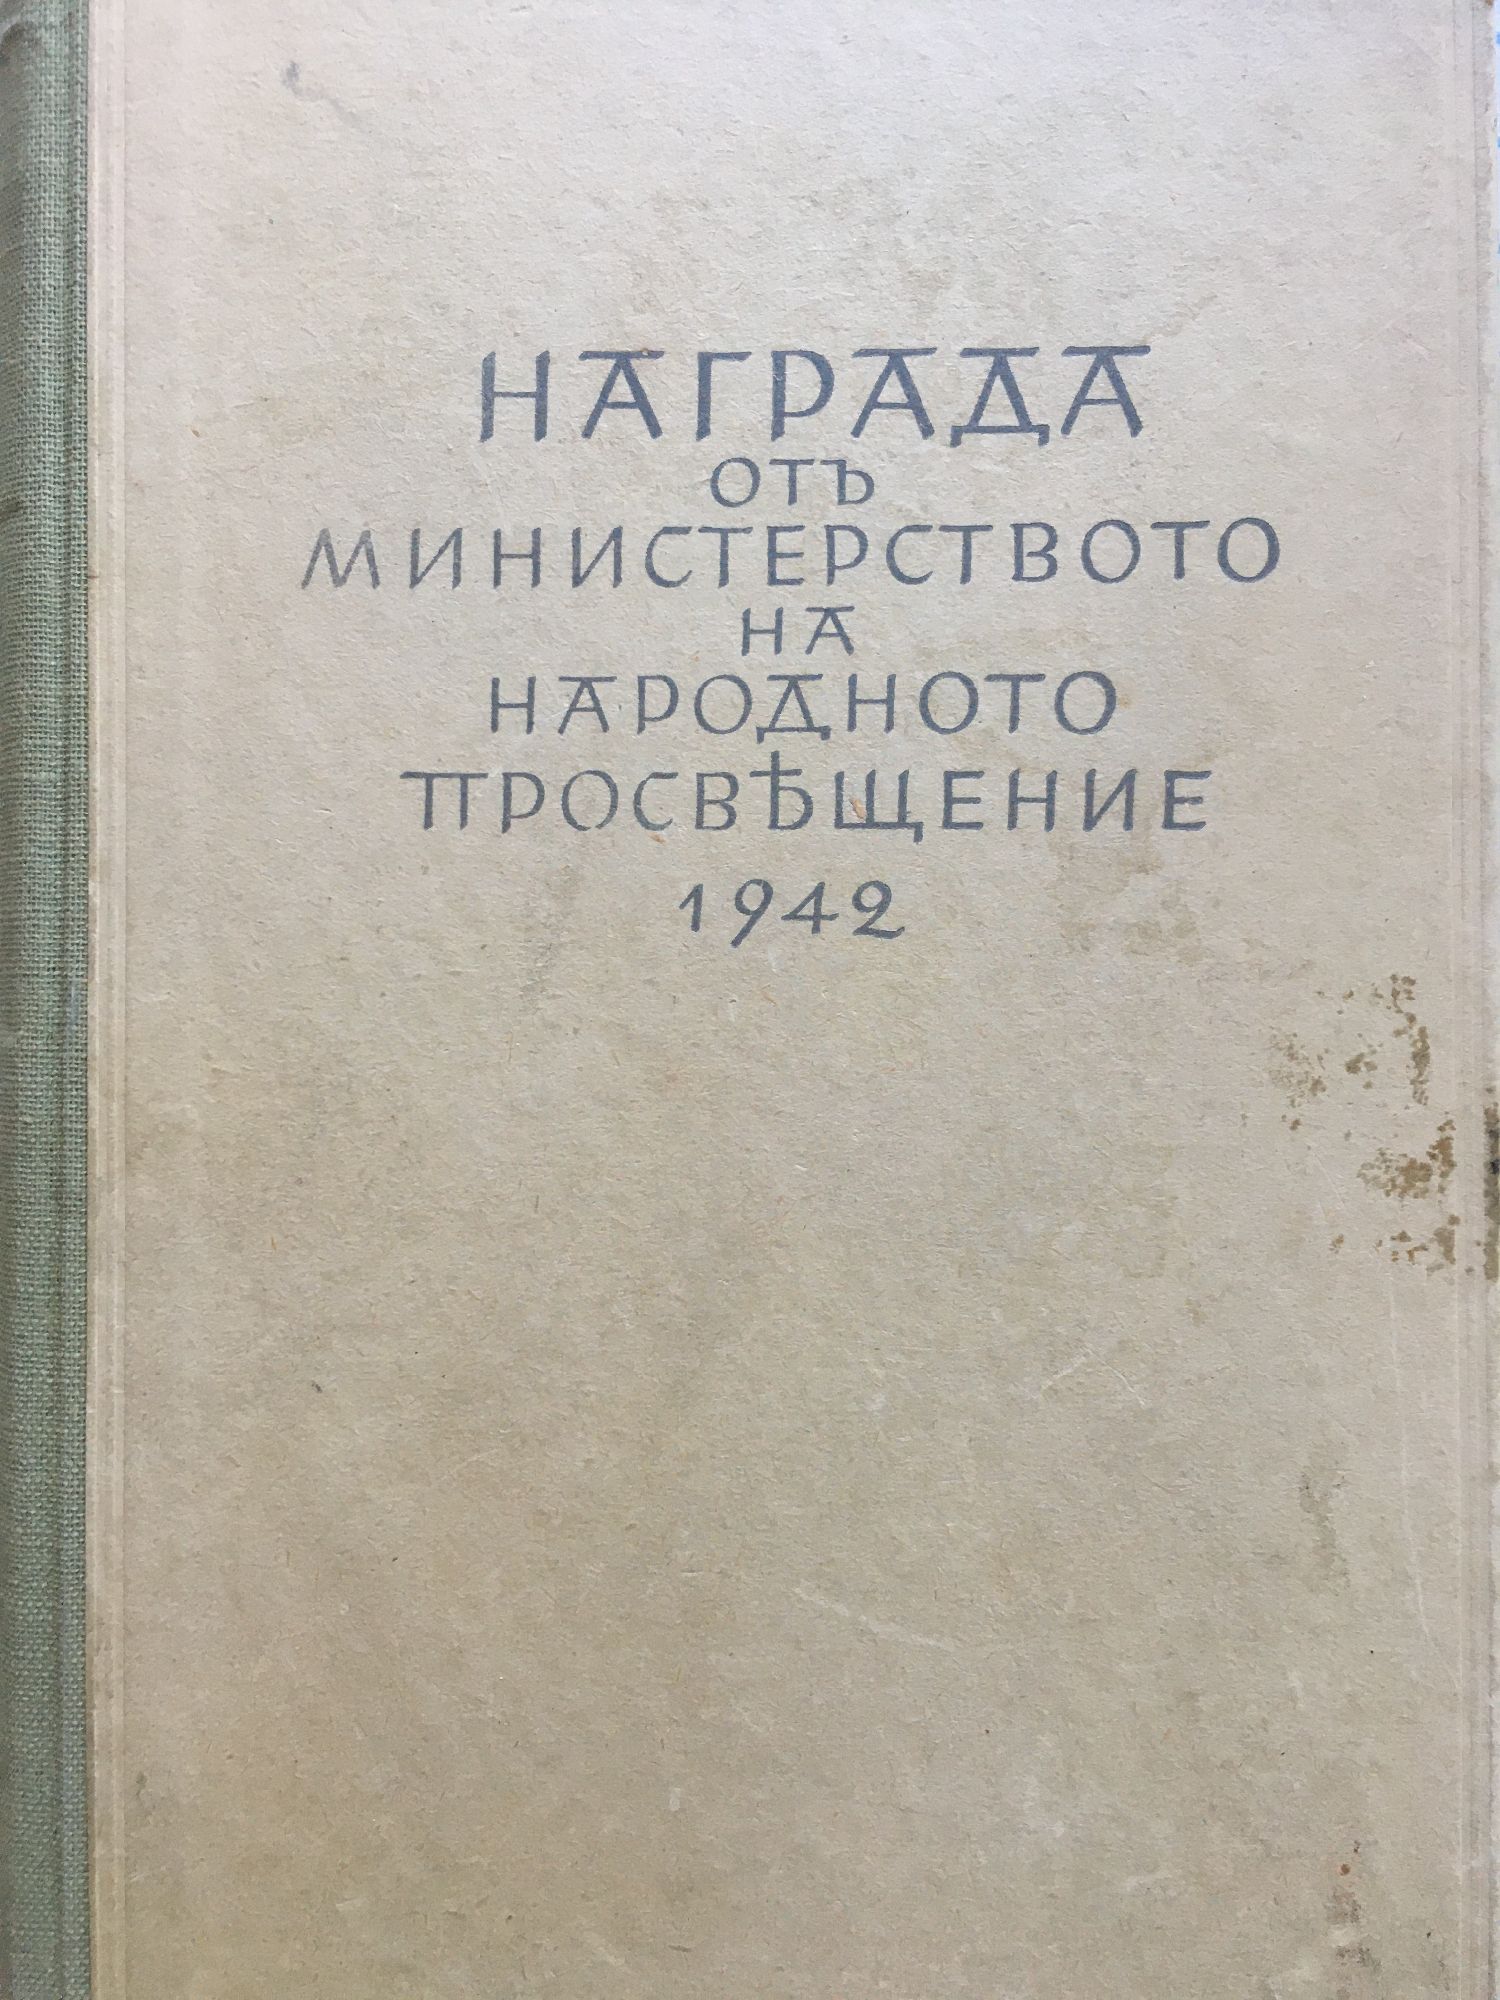 НАГРАДА
ОТЪ
МИНИСТЕРСТВОТО
НА
НАРОДНОТО
ПРОСВѢЩЕНИЕ
1942